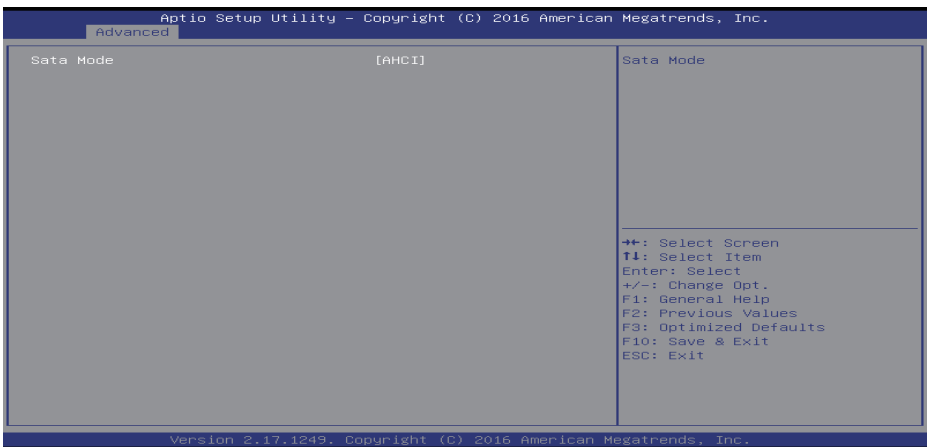 Aptio Setup Utility – Copyright (C) 2016 American Megatrends, Inc.
Advanced
Sata Mode [AHCI]
Sata Mode
→←: Select Screen
↑↓: Select Item
Enter: Select
+/-: Change Opt.
F1: General Help
F2: Previous Values
F3: Optimized Defaults
F10: Save & Exit
ESC: Exit
Version 2.17.1249. Copyright (C) 2016 American Megatrends, Inc.